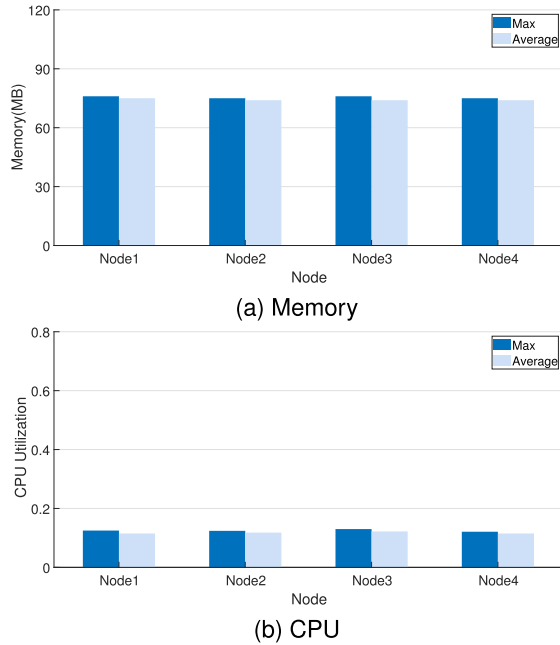 120
Max
Average
90
Memory(MB)
60
30
0
Node1 Node2 Node3 Node4
Node
(a) Memory
0.8
Max
Average
0.6
CPU Utilization
0.4
0.2
0
Node1 Node2 Node3 Node4
Node
(b) CPU